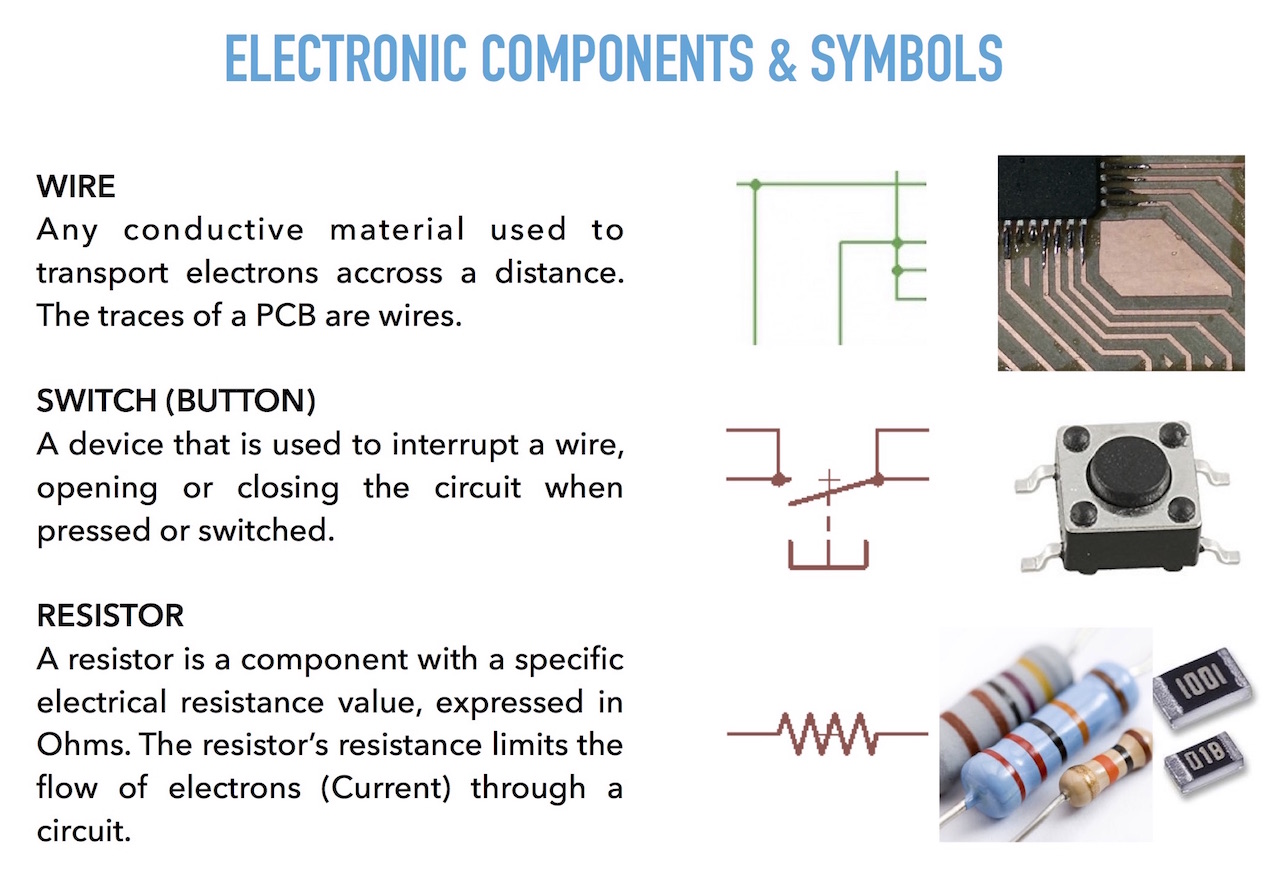 ELECTRONIC COMPONENTS & SYMBOLS
WIRE
Any conductive material used to
transport electrons accross a distance.
The traces of a PCB are wires.
SWITCH (BUTTON)
A device that is used to interrupt a wire,
opening or closing the circuit when
pressed or switched.
RESISTOR
A resistor is a component with a specific
electrical resistance value, expressed in
Ohms. The resistor’s resistance limits the
flow of electrons (Current) through a
circuit.
1001
01B